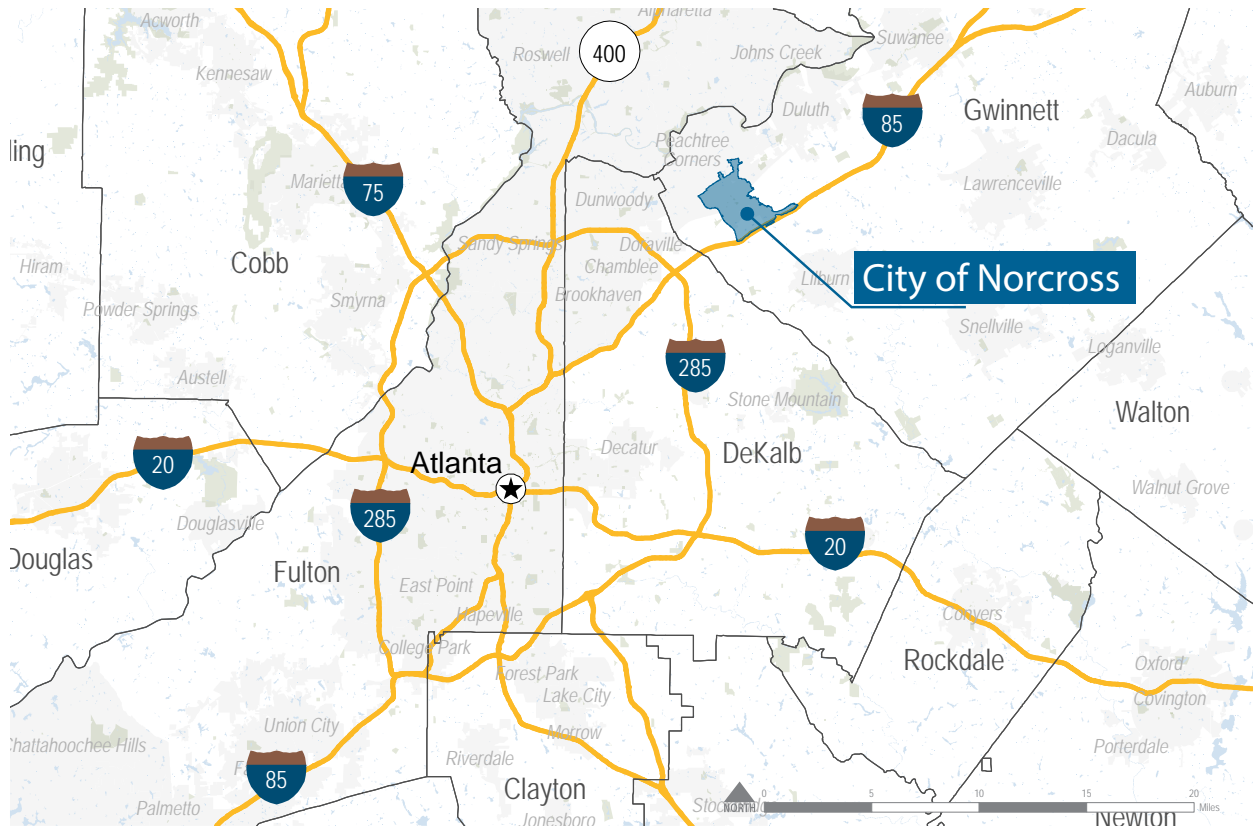 Acworth
Alpharetta
Roswell
400
Johns Creek
Suwanee
Kennesaw
Auburn
Duluth
85
Gwinnett
Dacula
ling
Peachtree
Corners
Marietta
75
Lawrenceville
Dunwoody
Sandy Springs
Doraville
Cobb
Hiram
Chamblee
Lilburn
City of Norcross
Brookhaven
Powder Springs
Smyrna
Snellville
Loganville
285
Austell
Stone Mountain
Walton
Decatur
DeKalb
20
Atlanta
Walnut Grove
285
Douglasville
20
Douglas
Fulton
East Point
Hapeville
Conyers
College Park
Rockdale
Oxford
Forest Park
Lake City
Covington
Union City
Morrow
Chattahoochee Hills
Porterdale
Riverdale
85
Clayton
Palmetto
NORTH
0
5
10
15
20
Miles
Jonesboro
Newton